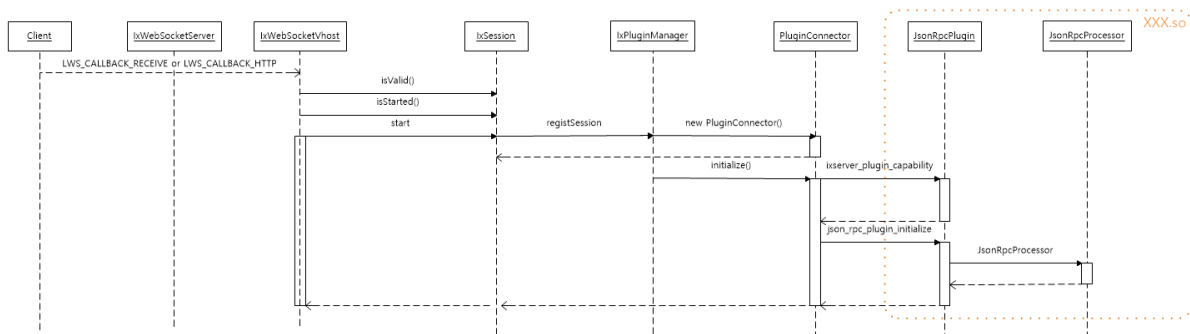 XXX.so
Client
IxWebSocketServer
IxWebSocketVhost
IxSession
IxPluginManager
PluginConnector
JsonRpcPlugin
JsonRpcProcessor
LWS_CALLBACK_RECEIVE or LWS_CALLBACK_HTTP
isValid()
isStarted()
start
registSession
new PluginConnector()
initialize()
ixserver_plugin_capability
json_rpc_plugin_initialize
JsonRpcProcessor